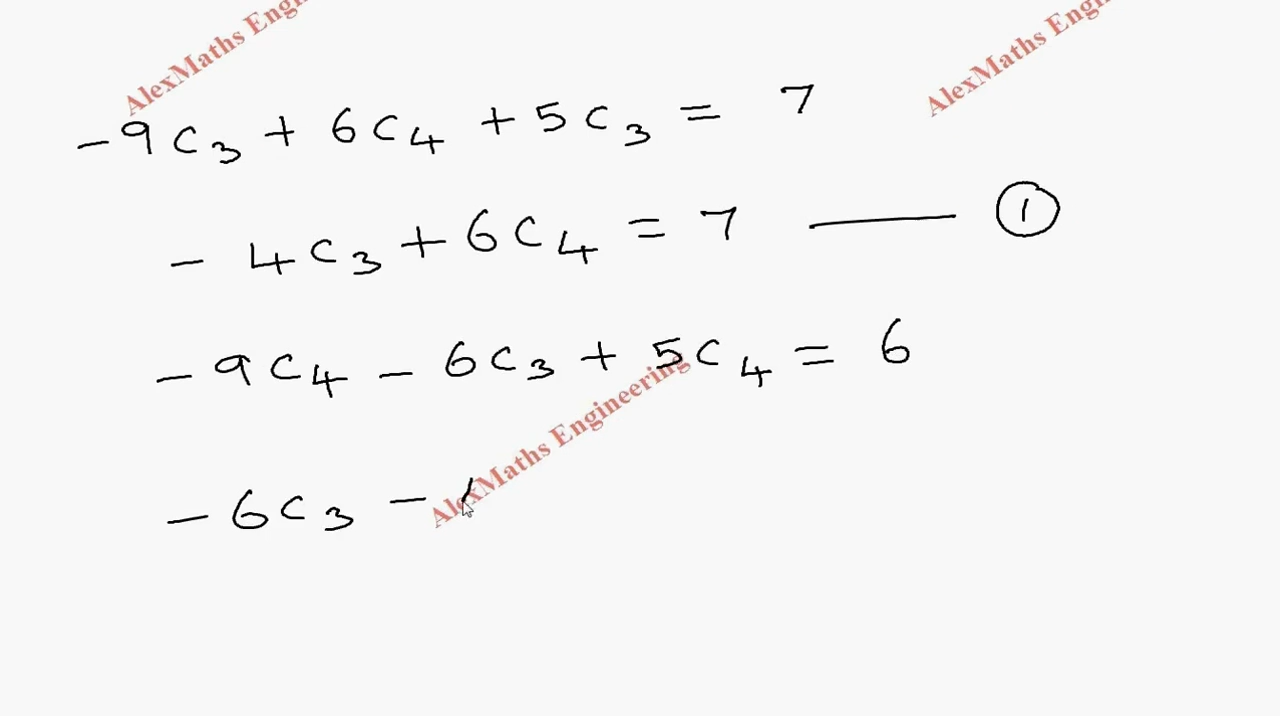 AlexMaths Engi
AlexMaths Engi
-9c₃ + 6c₄ + 5c₃ = 7
- 4c₃ + 6c₄ = 7 —— ①
- 9c₄ - 6c₃ + 5c₄ = 6
AlexMaths Engineering
- 6c₃ -